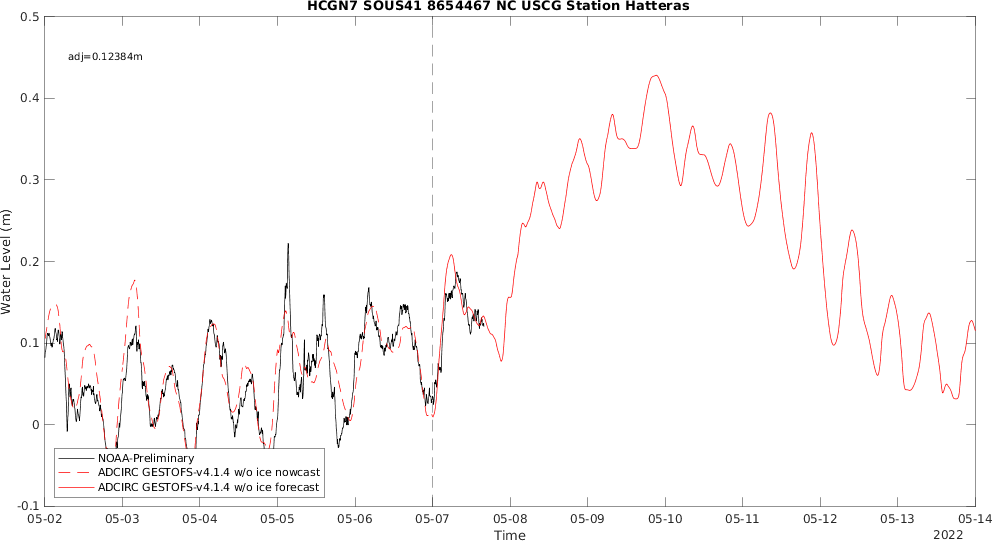 HCGN7 SOUS41 8654467 NC USCG Station Hatteras
0.5
adj=0.12384m
0.4
0.3
Water Level (m)
0.2
0.1
0
NOAA-Preliminary
ADCIRC GESTOFS-v4.1.4 w/o ice nowcast
ADCIRC GESTOFS-v4.1.4 w/o ice forecast
-0.1
05-02 05-03 05-04 05-05 05-06 05-07 05-08 05-09 05-10 05-11 05-12 05-13 05-14
Time
2022